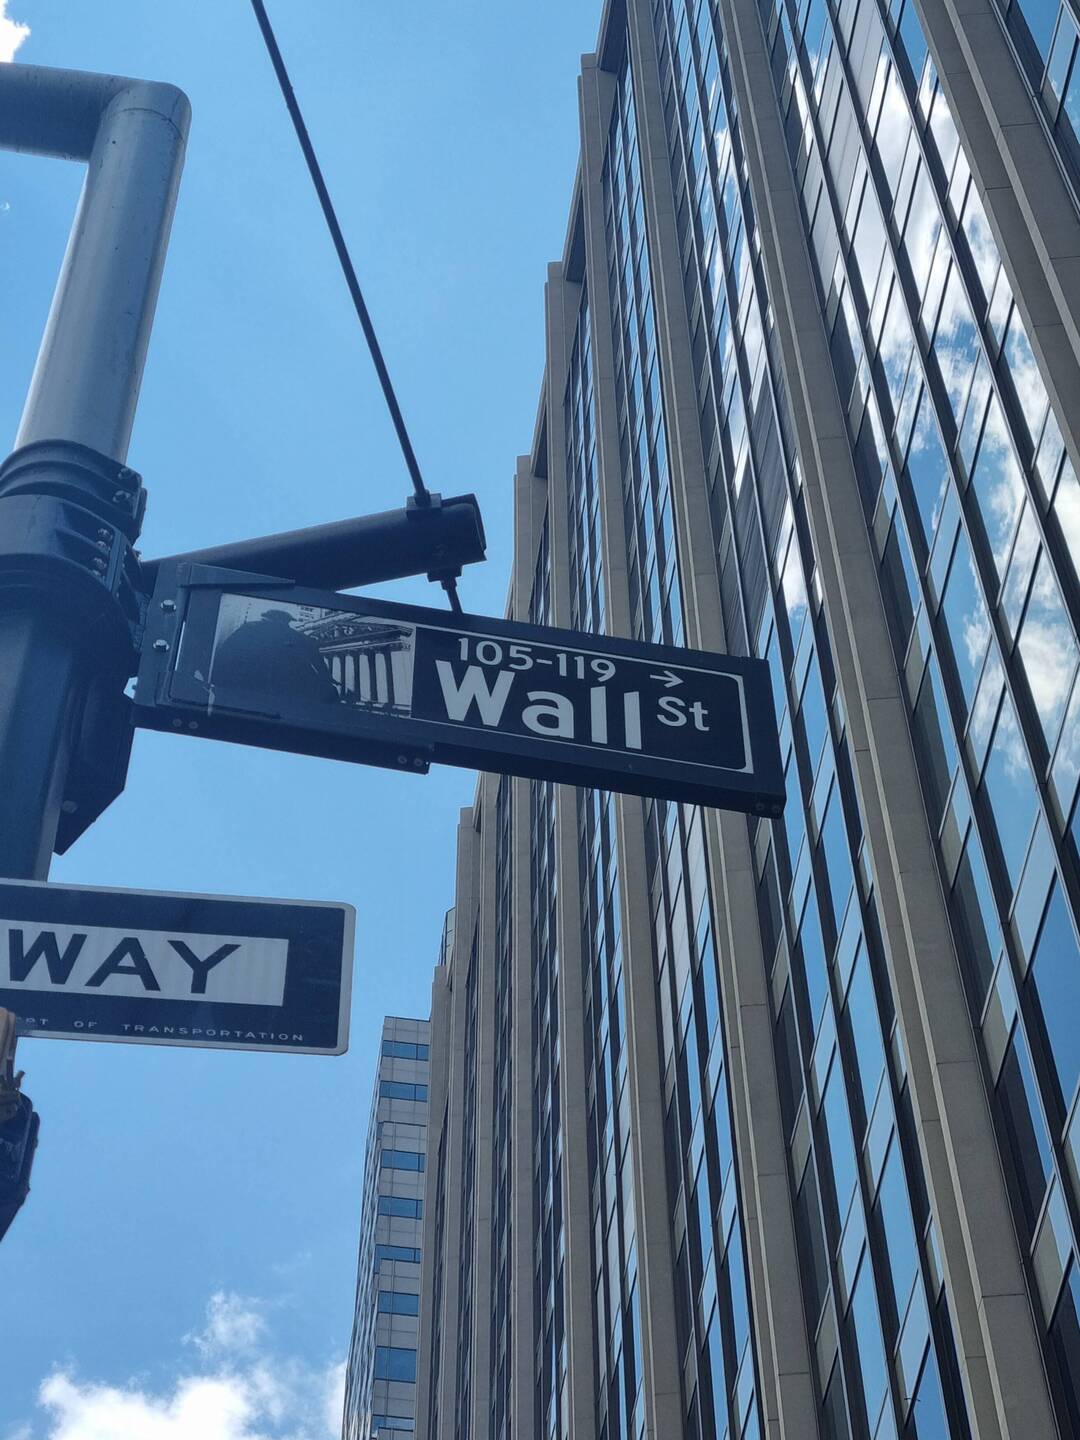 105-119 →
Wall St
WAY
OF TRANSPORTATION